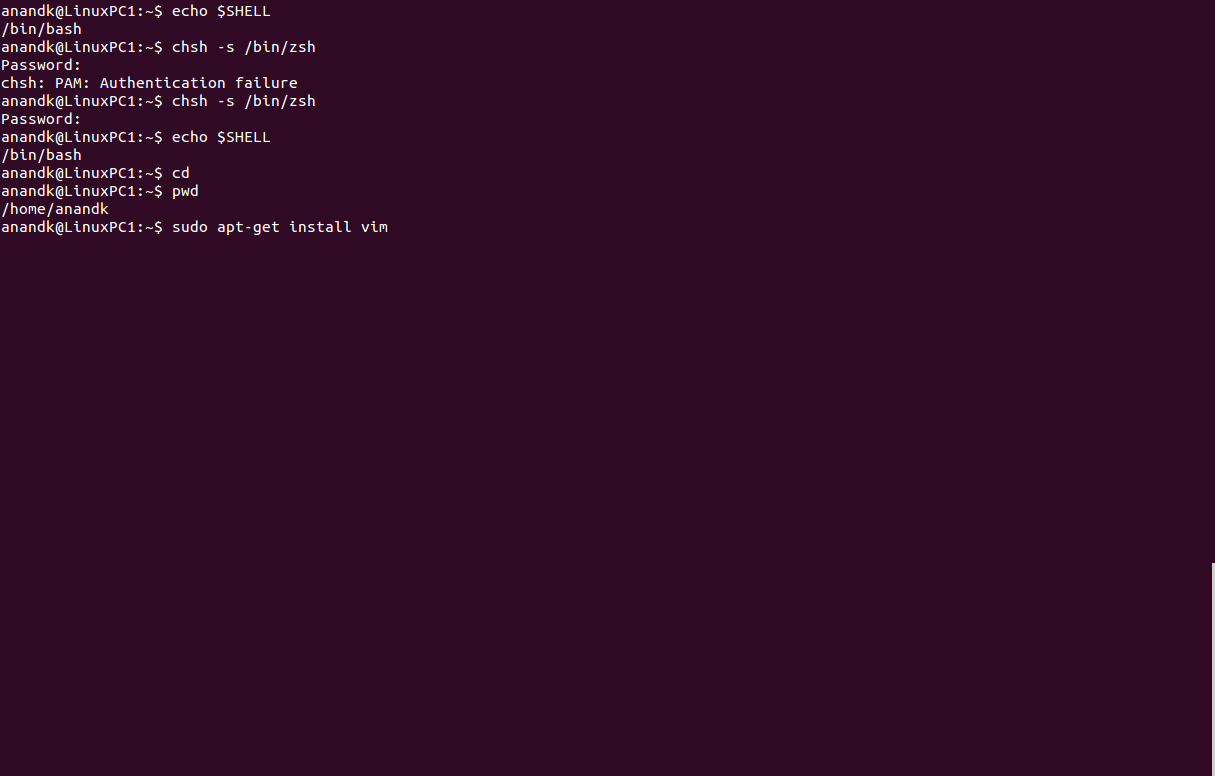 anandk@LinuxPC1:~$ echo $SHELL
/bin/bash
anandk@LinuxPC1:~$ chsh -s /bin/zsh
Password:
chsh: PAM: Authentication failure
anandk@LinuxPC1:~$ chsh -s /bin/zsh
Password:
anandk@LinuxPC1:~$ echo $SHELL
/bin/bash
anandk@LinuxPC1:~$ cd
anandk@LinuxPC1:~$ pwd
/home/anandk
anandk@LinuxPC1:~$ sudo apt-get install vim